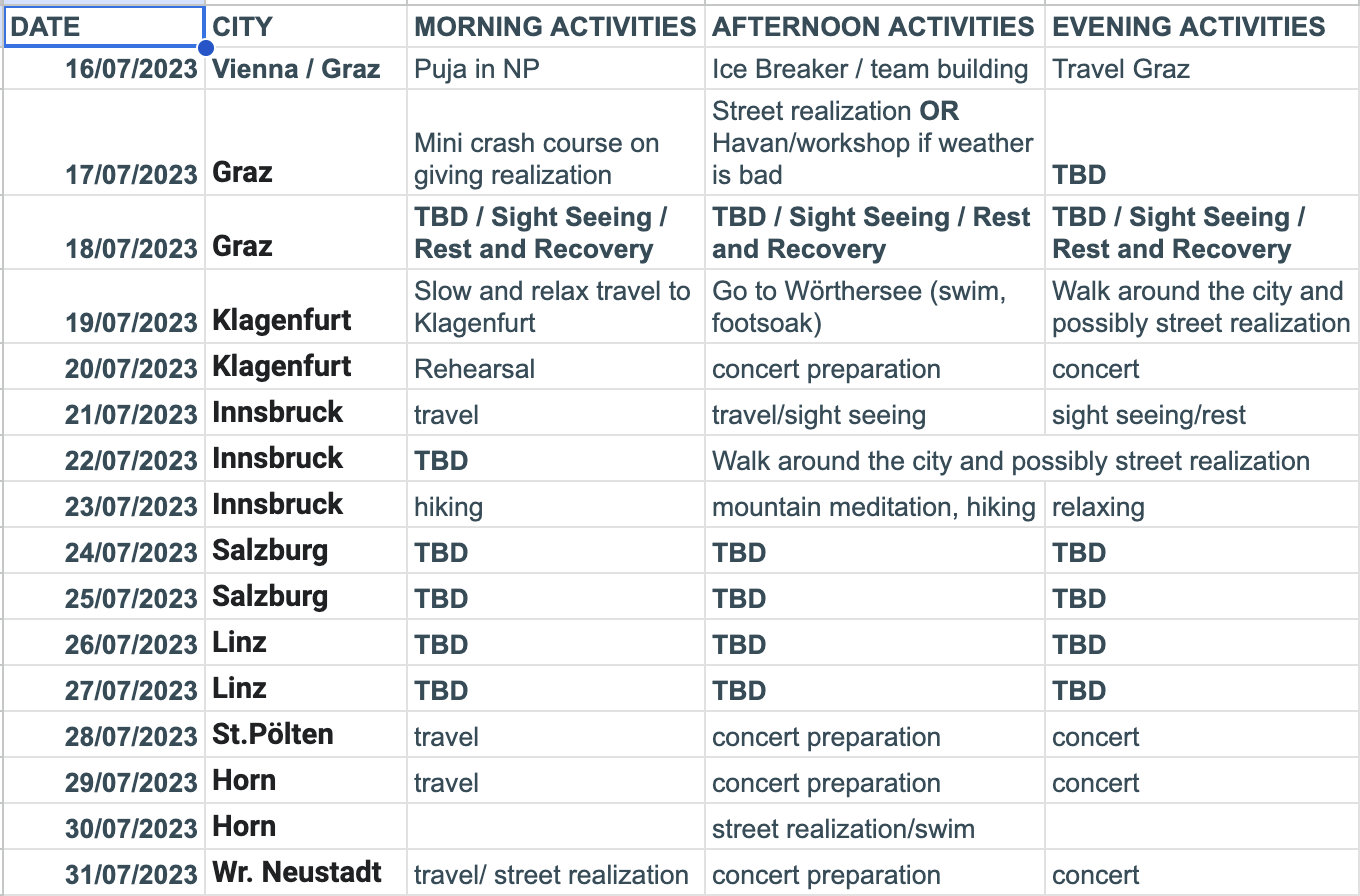 DATE CITY MORNING ACTIVITIES AFTERNOON ACTIVITIES EVENING ACTIVITIES
16/07/2023 Vienna / Graz Puja in NP Ice Breaker / team building Travel Graz
17/07/2023 Graz Mini crash course on giving realization Street realization OR Havan/workshop if weather is bad TBD
18/07/2023 Graz TBD / Sight Seeing / Rest and Recovery TBD / Sight Seeing / Rest and Recovery TBD / Sight Seeing / Rest and Recovery
19/07/2023 Klagenfurt Slow and relax travel to Klagenfurt Go to Wörthersee (swim, footsoak) Walk around the city and possibly street realization
20/07/2023 Klagenfurt Rehearsal concert preparation concert
21/07/2023 Innsbruck travel travel/sight seeing sight seeing/rest
22/07/2023 Innsbruck TBD Walk around the city and possibly street realization
23/07/2023 Innsbruck hiking mountain meditation, hiking relaxing
24/07/2023 Salzburg TBD TBD TBD
25/07/2023 Salzburg TBD TBD TBD
26/07/2023 Linz TBD TBD TBD
27/07/2023 Linz TBD TBD TBD
28/07/2023 St.Pölten travel concert preparation concert
29/07/2023 Horn travel concert preparation concert
30/07/2023 Horn street realization/swim
31/07/2023 Wr. Neustadt travel/ street realization concert preparation concert